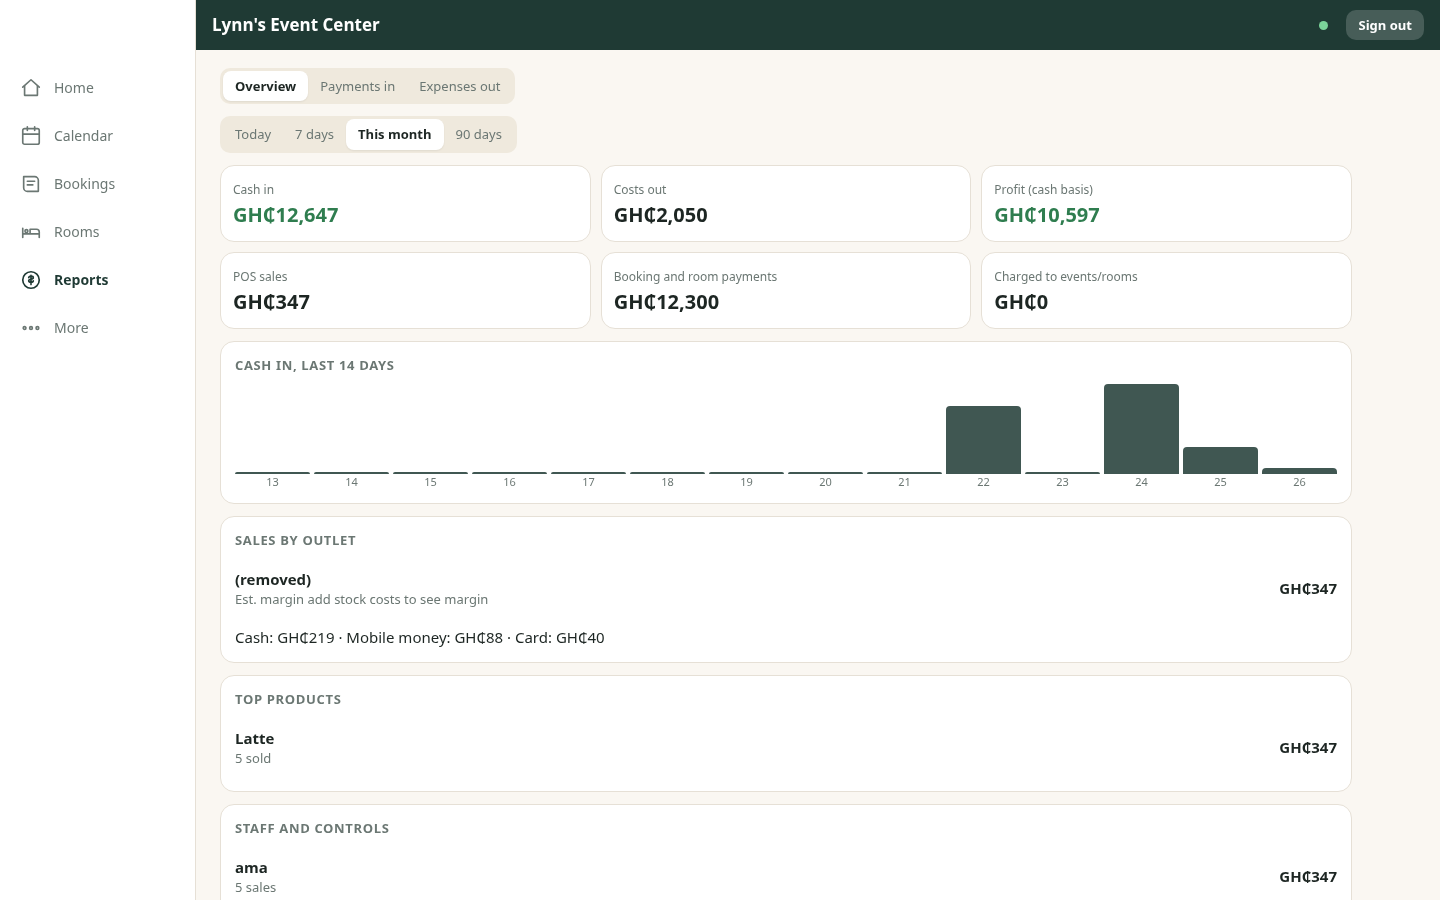 Lynn's Event Center
Sign out
Home
Calendar
Bookings
Rooms
Reports
More
Overview Payments in Expenses out
Today 7 days This month 90 days
Cash in
GH₵12,647
Costs out
GH₵2,050
Profit (cash basis)
GH₵10,597
POS sales
GH₵347
Booking and room payments
GH₵12,300
Charged to events/rooms
GH₵0
CASH IN, LAST 14 DAYS
13 14 15 16 17 18 19 20 21 22 23 24 25 26
SALES BY OUTLET
(removed)
Est. margin add stock costs to see margin
GH₵347
Cash: GH₵219 · Mobile money: GH₵88 · Card: GH₵40
TOP PRODUCTS
Latte
5 sold
GH₵347
STAFF AND CONTROLS
ama
5 sales
GH₵347